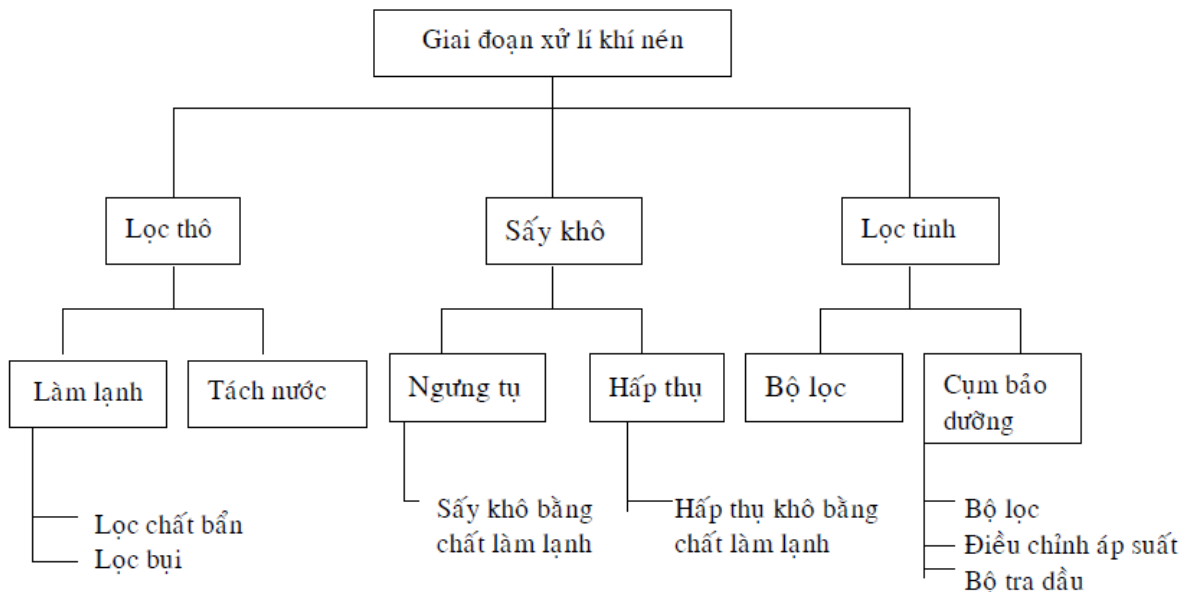 Giai đoạn xử lí khí nén
Lọc thô
Sấy khô
Lọc tinh
Làm lạnh
Tách nước
Ngưng tụ
Hấp thụ
Bộ lọc
Cụm bảo
dưỡng
Lọc chất bẩn
Lọc bụi
Sấy khô bằng
chất làm lạnh
Hấp thụ khô bằng
chất làm lạnh
Bộ lọc
Điều chỉnh áp suất
Bộ tra dầu